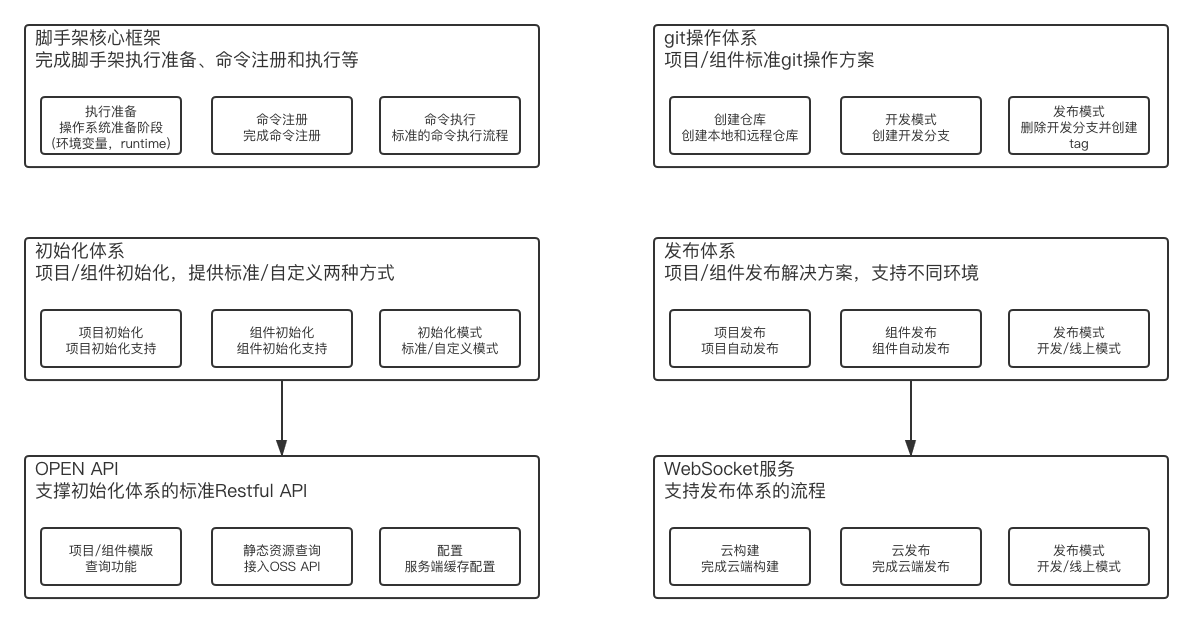 脚手架核心框架
完成脚手架执行准备、命令注册和执行等
执行准备
操作系统准备阶段
(环境变量，runtime)
命令注册
完成命令注册
命令执行
标准的命令执行流程
git操作体系
项目/组件标准git操作方案
创建仓库
创建本地和远程仓库
开发模式
创建开发分支
发布模式
删除开发分支并创建
tag
初始化体系
项目/组件初始化，提供标准/自定义两种方式
项目初始化
项目初始化支持
组件初始化
组件初始化支持
初始化模式
标准/自定义模式
发布体系
项目/组件发布解决方案，支持不同环境
项目发布
项目自动发布
组件发布
组件自动发布
发布模式
开发/线上模式
OPEN API
支撑初始化体系的标准Restful API
项目/组件模版
查询功能
静态资源查询
接入OSS API
配置
服务端缓存配置
WebSocket服务
支持发布体系的流程
云构建
完成云端构建
云发布
完成云端发布
发布模式
开发/线上模式